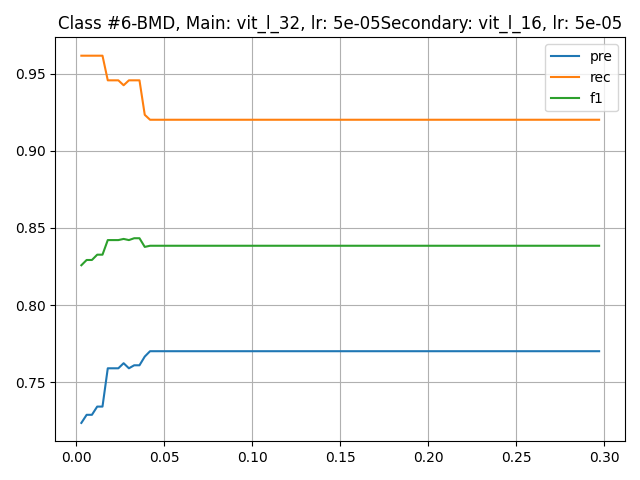 Class #6-BMD, Main: vit_l_32, lr: 5e-05Secondary: vit_l_16, lr: 5e-05
pre
rec
f1
0.95
0.90
0.85
0.80
0.75
0.00 0.05 0.10 0.15 0.20 0.25 0.30